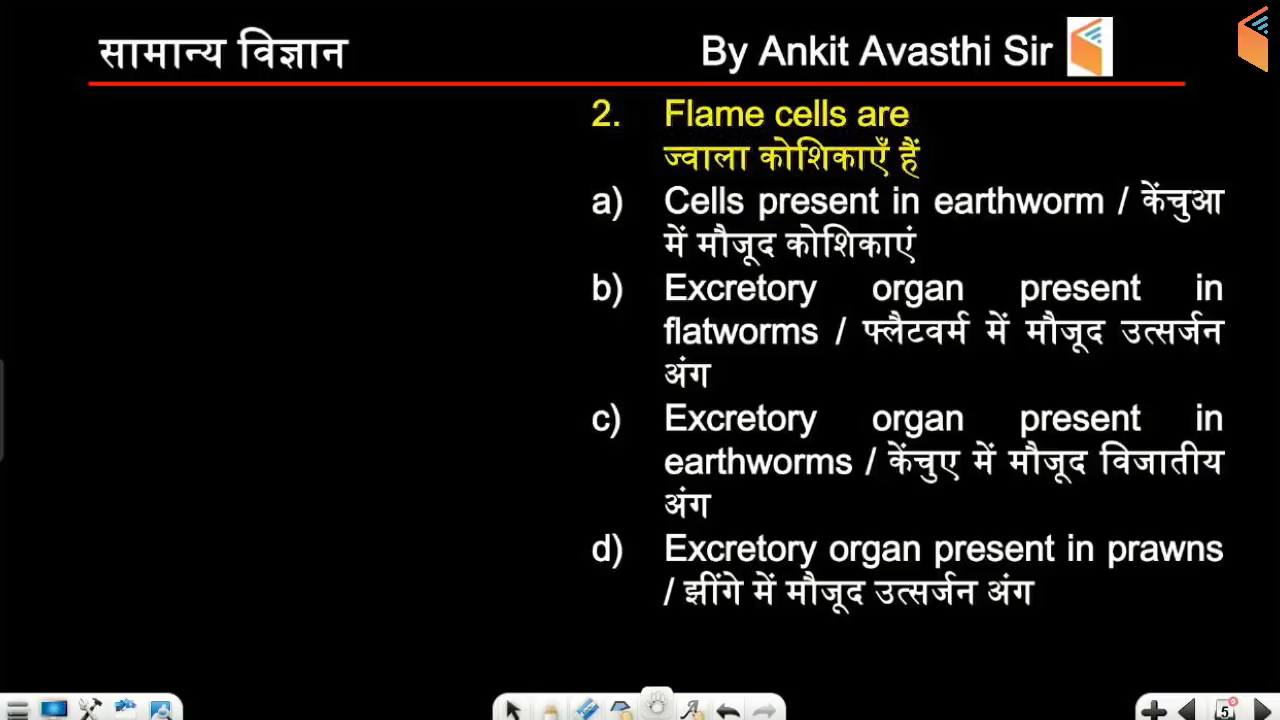 सामान्य विज्ञान By Ankit Avasthi Sir
2. Flame cells are
ज्वाला कोशिकाएँ हैं
a) Cells present in earthworm / केंचुआ
में मौजूद कोशिकाएं
b) Excretory organ present in
flatworms / फ्लैटवर्म में मौजूद उत्सर्जन
अंग
c) Excretory organ present in
earthworms / केंचुए में मौजूद विजातीय
अंग
d) Excretory organ present in prawns
/ झींगे में मौजूद उत्सर्जन अंग
5